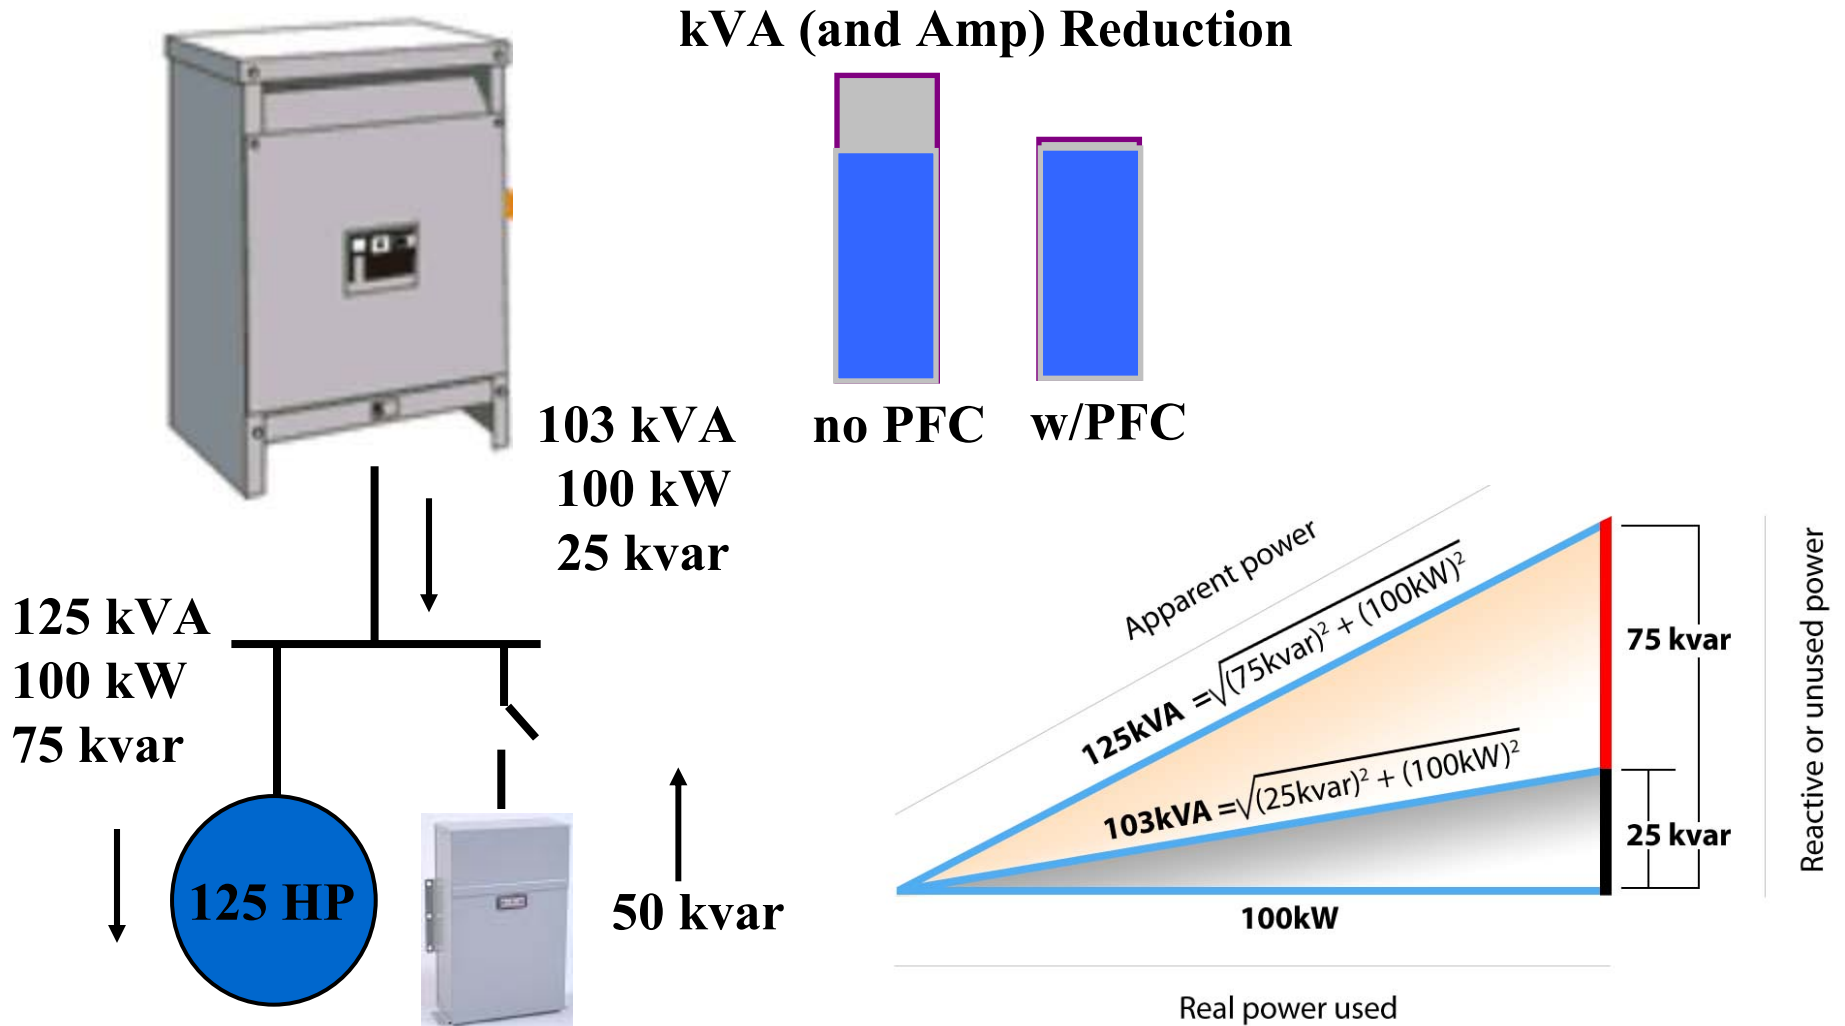 kVA (and Amp) Reduction
no PFC
w/PFC
103 kVA
100 kW
25 kvar
125 kVA
100 kW
75 kvar
125 HP
50 kvar
Apparent power
125kVA =√(75kvar)² + (100kW)²
103kVA =√(25kvar)² + (100kW)²
75 kvar
25 kvar
100kW
Real power used
Reactive or unused power